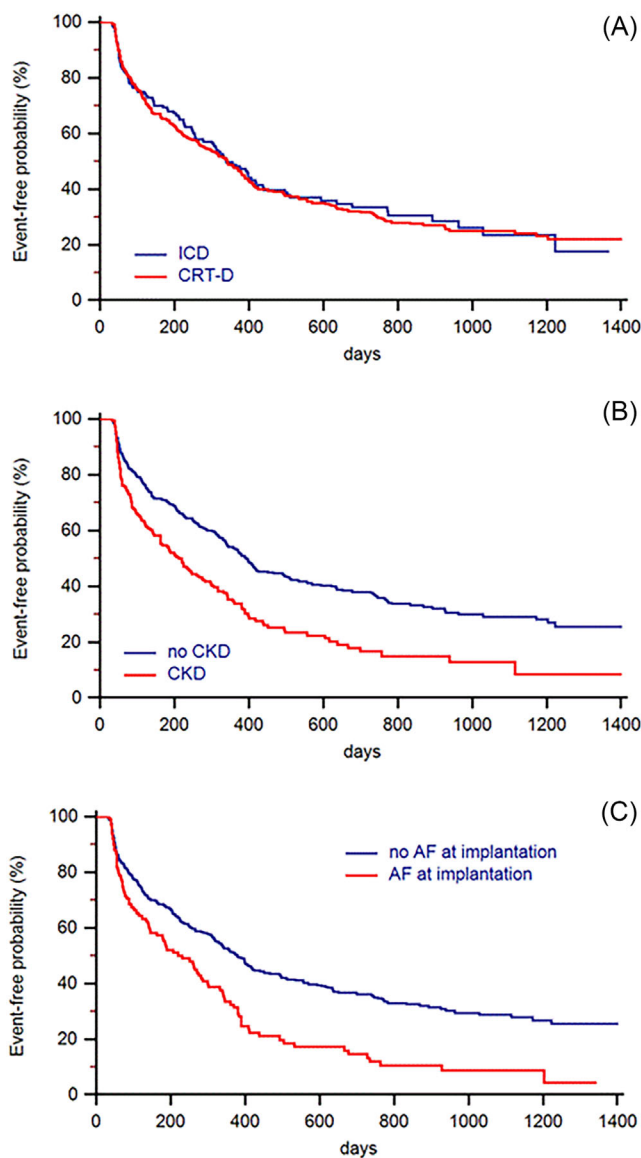 (A)
Event-free probability (%)
100
80
60
40
20
0
ICD
CRT-D
0 200 400 600 800 1000 1200 1400
days
(B)
Event-free probability (%)
100
80
60
40
20
0
no CKD
CKD
0 200 400 600 800 1000 1200 1400
days
(C)
Event-free probability (%)
100
80
60
40
20
0
no AF at implantation
AF at implantation
0 200 400 600 800 1000 1200 1400
days